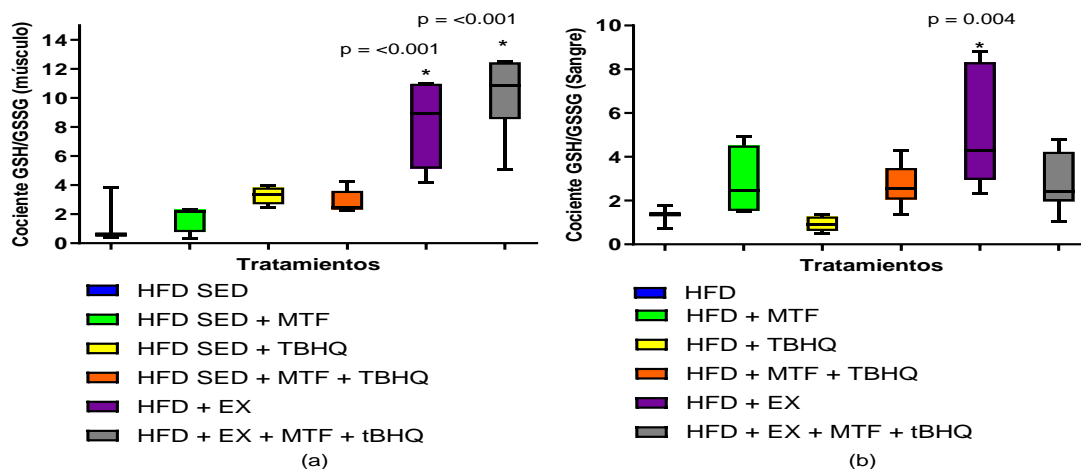 p = <0.001
p = <0.001
*
*
14
12
10
8
6
4
2
0
Cociente GSH/GSSG (músculo)
Tratamientos
HFD SED
HFD SED + MTF
HFD SED + TBHQ
HFD SED + MTF + TBHQ
HFD + EX
HFD + EX + MTF + tBHQ
(a)
p = 0.004
*
10
8
6
4
2
0
Cociente GSH/GSSG (Sangre)
Tratamientos
HFD
HFD + MTF
HFD + TBHQ
HFD + MTF + TBHQ
HFD + EX
HFD + EX + MTF + tBHQ
(b)